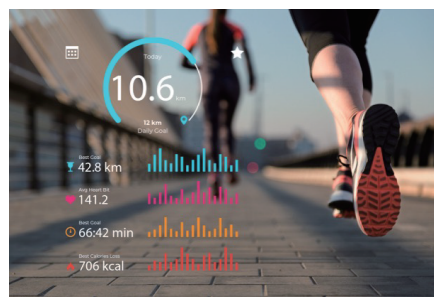 Today
10.6 km
12 km
Daily Goal
Best Goal
42.8 km
Avg Heart Bit
141.2
Best Goal
66:42 min
Best Calories Loss
706 kcal